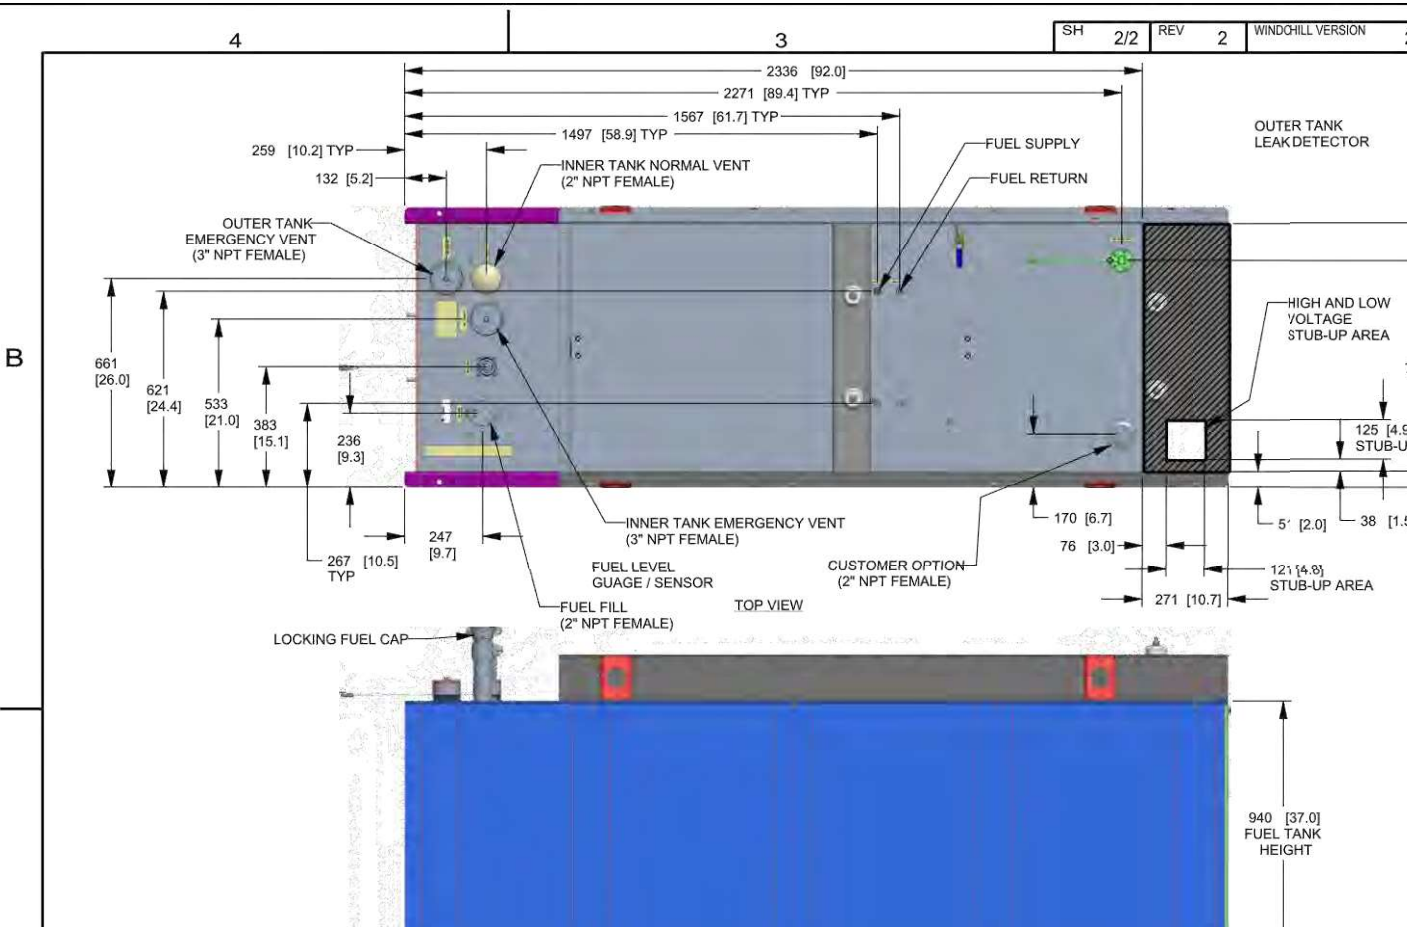 4
3
SH 2/2
REV 2
WINDCHILL VERSION
2336 [92.0]
2271 [89.4] TYP
1567 [61.7] TYP
1497 [58.9] TYP
259 [10.2] TYP
132 [5.2]
INNER TANK NORMAL VENT
(2" NPT FEMALE)
FUEL SUPPLY
FUEL RETURN
OUTER TANK
LEAK DETECTOR
OUTER TANK
EMERGENCY VENT
(3" NPT FEMALE)
HIGH AND LOW
VOLTAGE
STUB-UP AREA
B
661
[26.0]
621
[24.4]
533
[21.0]
383
[15.1]
236
[9.3]
125 [4.9
STUB-U
267 [10.5]
TYP
247
[9.7]
INNER TANK EMERGENCY VENT
(3" NPT FEMALE)
FUEL LEVEL
GUAGE / SENSOR
FUEL FILL
(2" NPT FEMALE)
TOP VIEW
CUSTOMER OPTION
(2" NPT FEMALE)
170 [6.7]
76 [3.0]
[2.0]
38 [1.5
[4.8]
STUB-UP AREA
271 [10.7]
LOCKING FUEL CAP
940 [37.0]
FUEL TANK
HEIGHT